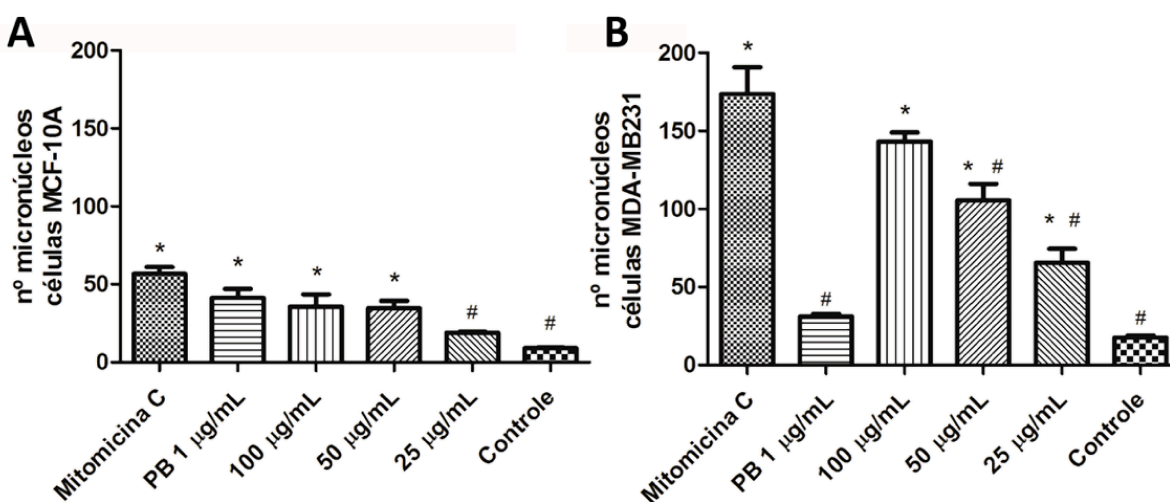 A
nº micronúcleos
células MCF-10A
200
150
100
50
0
*
*
*
*
#
#
Mitomicina C
PB 1 μg/mL
100 μg/mL
50 μg/mL
25 μg/mL
Controle
B
nº micronúcleos
células MDA-MB231
200
150
100
50
0
*
#
*
* #
* #
#
Mitomicina C
PB 1 μg/mL
100 μg/mL
50 μg/mL
25 μg/mL
Controle